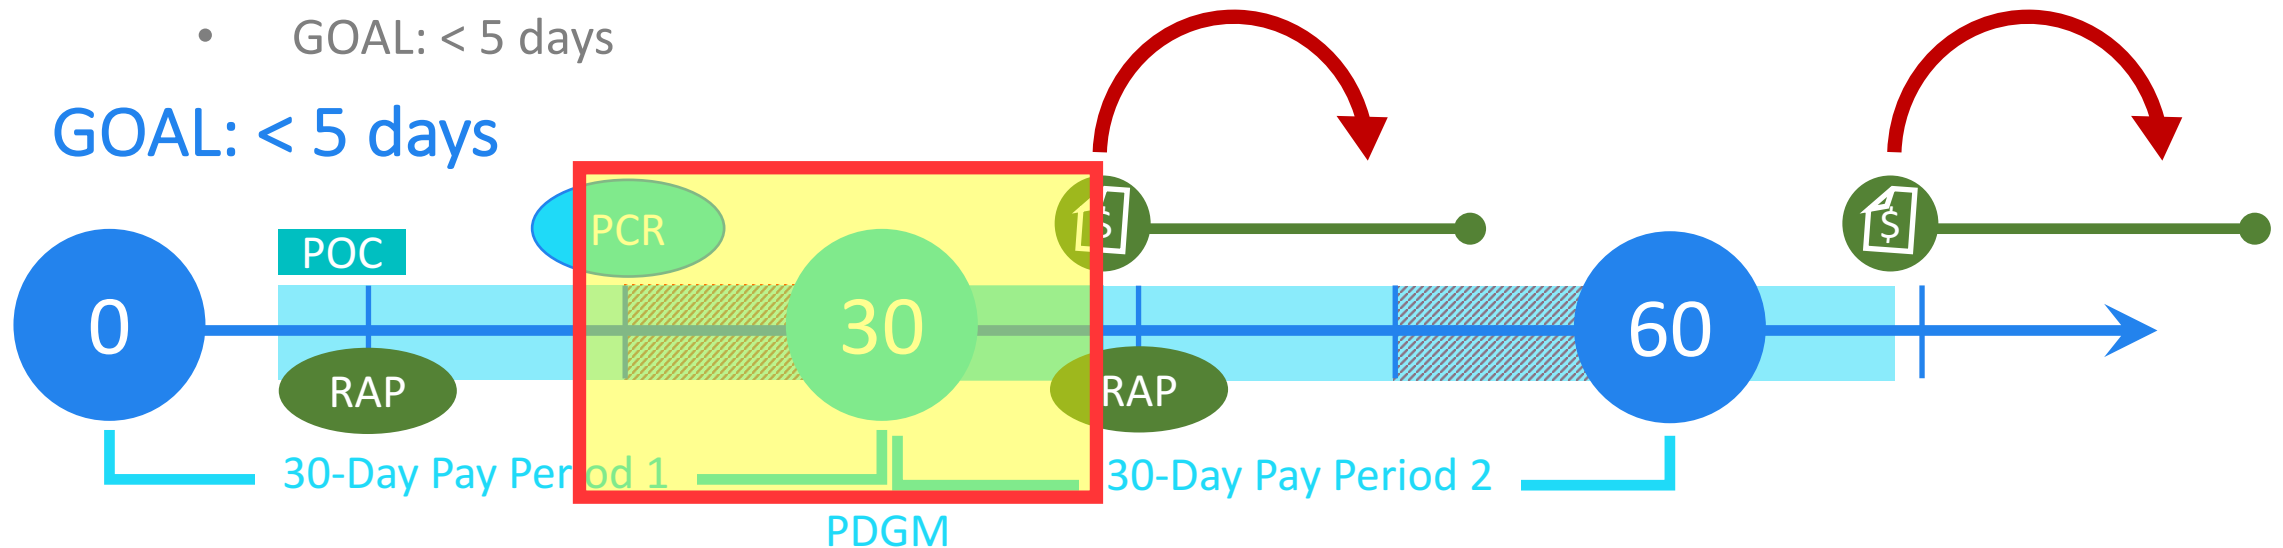 • GOAL: < 5 days
GOAL: < 5 days
PCR
$
$
POC
0
30
60
RAP
RAP
30-Day Pay Period 1
30-Day Pay Period 2
PDGM